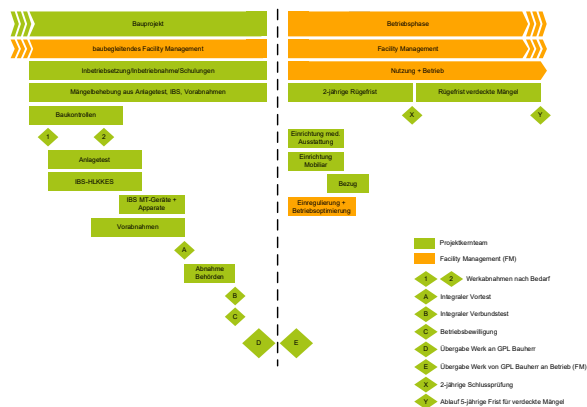 Bauprojekt
Betriebsphase
baubegleitendes Facility Management
Facility Management
Inbetriebsetzung/Inbetriebnahme/Schulungen
Nutzung + Betrieb
Mängelbehebung aus Anlagetest, IBS, Vorabnahmen
2-jährige Rügefrist
Rügefrist verdeckte Mängel
Baukontrollen
X
Y
1
2
Einrichtung med.
Ausstattung
Anlagetest
Einrichtung
Mobiliar
IBS-HLKKES
Bezug
IBS MT-Geräte +
Apparate
Einregulierung +
Betriebsoptimierung
Vorabnahmen
A
Abnahme
Behörden
B
C
D
E
Projektkernteam
Facility Management (FM)
1 2 Werkabnahmen nach Bedarf
A Integraler Vortest
B Integraler Verbundstest
C Betriebsbewilligung
D Übergabe Werk an GPL Bauherr
E Übergabe Werk von GPL Bauherr an Betrieb (FM)
X 2-jährige Schlussprüfung
Y Ablauf 5-jährige Frist für verdeckte Mängel